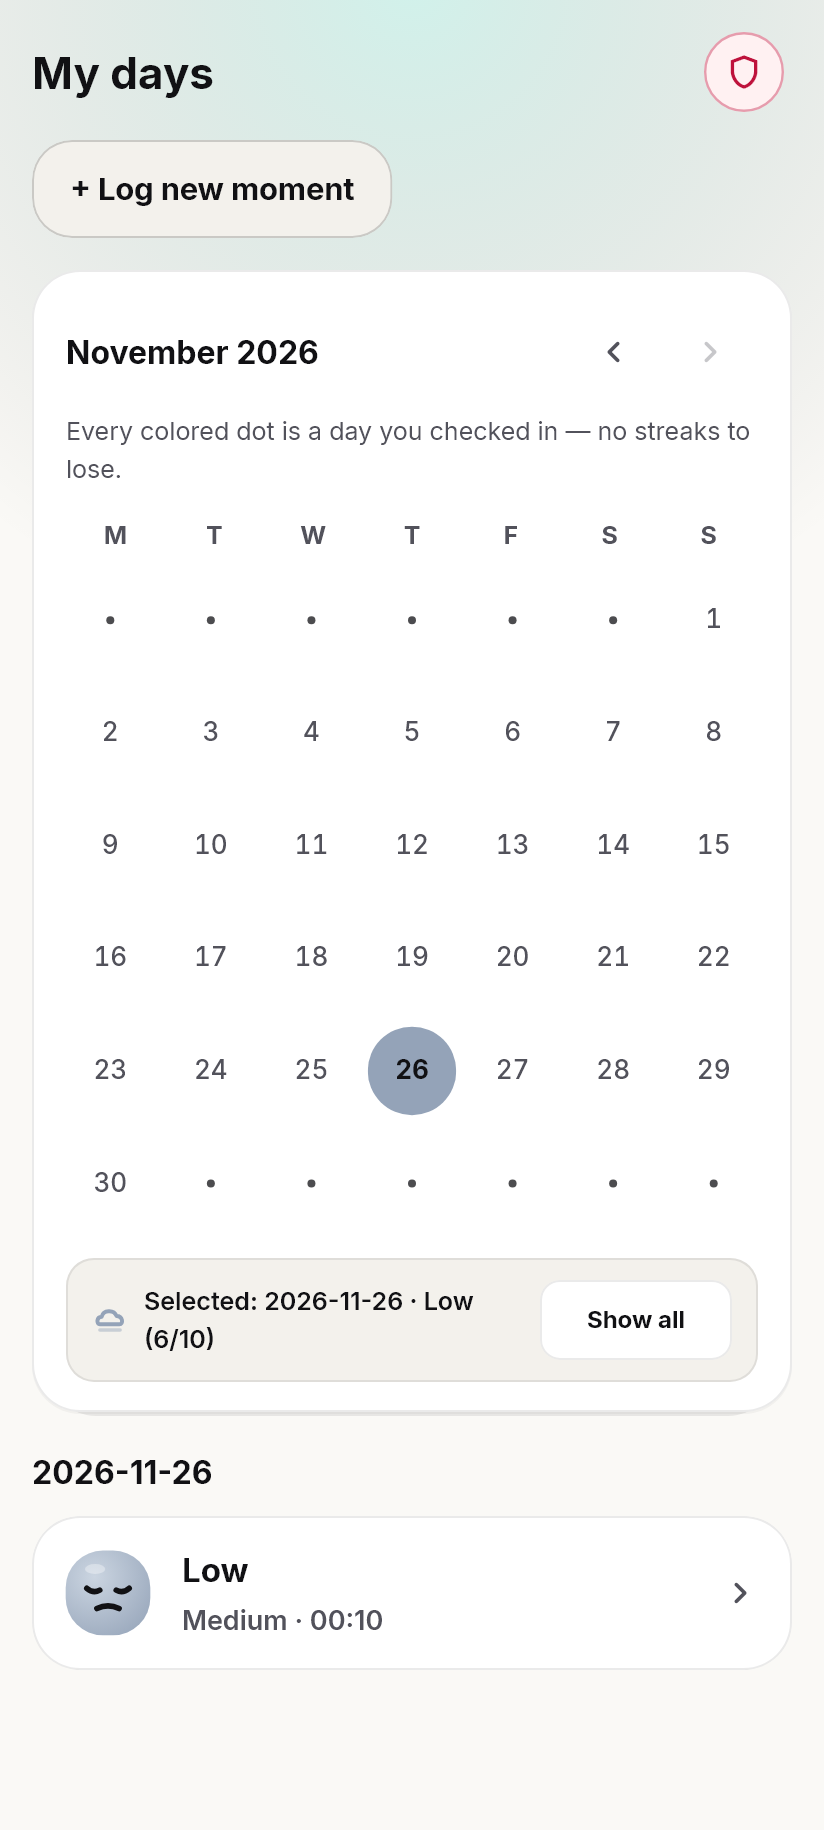 My days
+ Log new moment
November 2026
Every colored dot is a day you checked in — no streaks to
lose.
M T W T F S S
• • • • • • 1
2 3 4 5 6 7 8
9 10 11 12 13 14 15
16 17 18 19 20 21 22
23 24 25 26 27 28 29
30 • • • • • •
Selected: 2026-11-26 · Low
(6/10)
Show all
2026-11-26
Low
Medium · 00:10